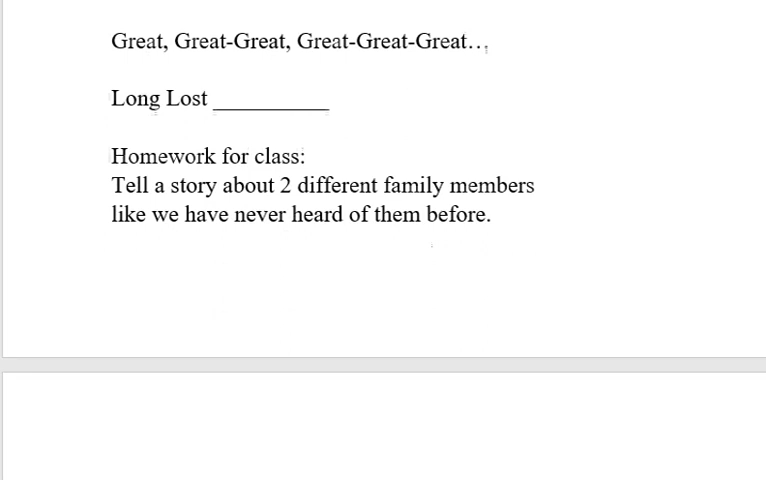 Great, Great-Great, Great-Great-Great…
Long Lost __________
Homework for class:
Tell a story about 2 different family members
like we have never heard of them before.